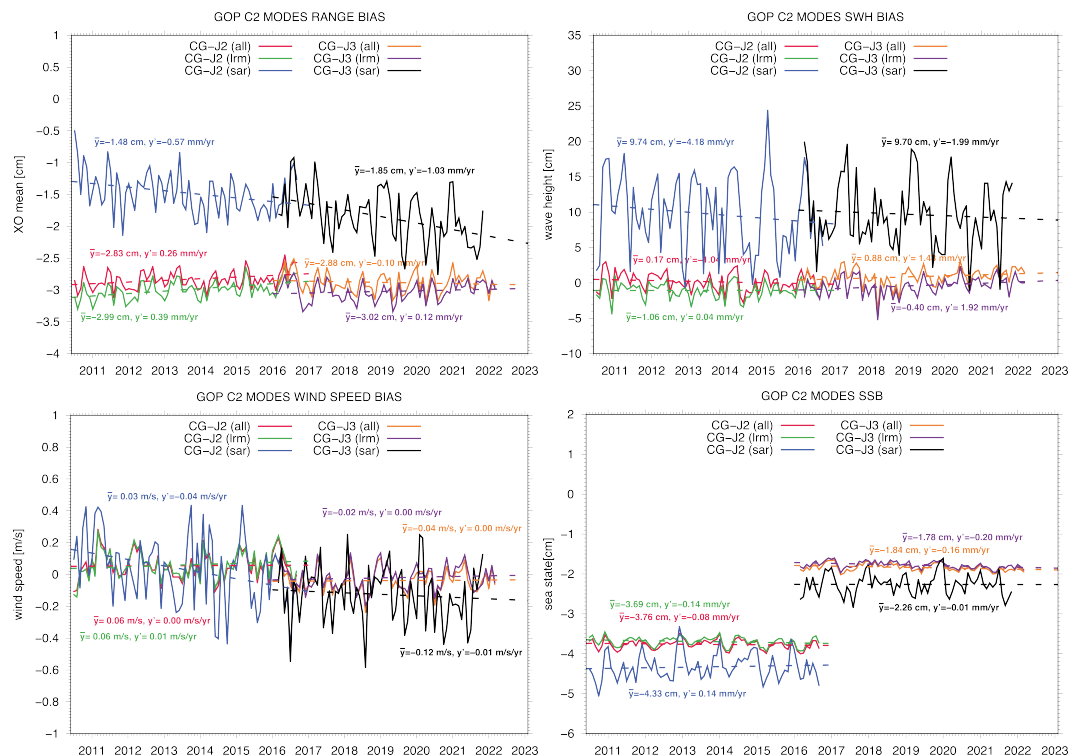 GOP C2 MODES RANGE BIAS
XO mean [cm]
1
0.5
0
−0.5
−1
−1.5
−2
−2.5
−3
−3.5
−4
CG−J2 (all)
CG−J2 (lrm)
CG−J2 (sar)
CG−J3 (all)
CG−J3 (lrm)
CG−J3 (sar)
y̅=−1.48 cm, y'=−0.57 mm/yr
y̅=−1.85 cm, y'=−1.03 mm/yr
y̅=−2.83 cm, y'= 0.26 mm/yr
y̅=−2.88 cm, y'=−0.10 mm/yr
y̅=−2.99 cm, y'= 0.39 mm/yr
y̅=−3.02 cm, y'= 0.12 mm/yr
2011 2012 2013 2014 2015 2016 2017 2018 2019 2020 2021 2022 2023
GOP C2 MODES SWH BIAS
wave height [cm]
35
30
25
20
15
10
5
0
−5
−10
CG−J2 (all)
CG−J2 (lrm)
CG−J2 (sar)
CG−J3 (all)
CG−J3 (lrm)
CG−J3 (sar)
y̅= 9.74 cm, y'=−4.18 mm/yr
y̅= 9.70 cm, y'=−1.99 mm/yr
y̅= 0.17 cm, y'=−1.04 mm/yr
y̅= 0.88 cm, y'= 1.43 mm/yr
y̅=−1.06 cm, y'= 0.04 mm/yr
y̅=−0.40 cm, y'= 1.92 mm/yr
2011 2012 2013 2014 2015 2016 2017 2018 2019 2020 2021 2022 2023
GOP C2 MODES WIND SPEED BIAS
wind speed [m/s]
1
0.8
0.6
0.4
0.2
0
−0.2
−0.4
−0.6
−0.8
−1
CG−J2 (all)
CG−J2 (lrm)
CG−J2 (sar)
CG−J3 (all)
CG−J3 (lrm)
CG−J3 (sar)
y̅= 0.03 m/s, y'=−0.04 m/s/yr
y̅=−0.02 m/s, y'= 0.00 m/s/yr
y̅=−0.04 m/s, y'= 0.00 m/s/yr
y̅= 0.06 m/s, y'= 0.00 m/s/yr
y̅= 0.06 m/s, y'= 0.01 m/s/yr
y̅=−0.12 m/s, y'=−0.01 m/s/yr
2011 2012 2013 2014 2015 2016 2017 2018 2019 2020 2021 2022 2023
GOP C2 MODES SSB
sea state[cm]
2
1
0
−1
−2
−3
−4
−5
−6
CG−J2 (all)
CG−J2 (lrm)
CG−J2 (sar)
CG−J3 (all)
CG−J3 (lrm)
CG−J3 (sar)
y̅=−1.78 cm, y'=−0.20 mm/yr
y̅=−1.84 cm, y'=−0.16 mm/yr
y̅=−2.26 cm, y'=−0.01 mm/yr
y̅=−3.69 cm, y'=−0.14 mm/yr
y̅=−3.76 cm, y'=−0.08 mm/yr
y̅=−4.33 cm, y'= 0.14 mm/yr
2011 2012 2013 2014 2015 2016 2017 2018 2019 2020 2021 2022 2023